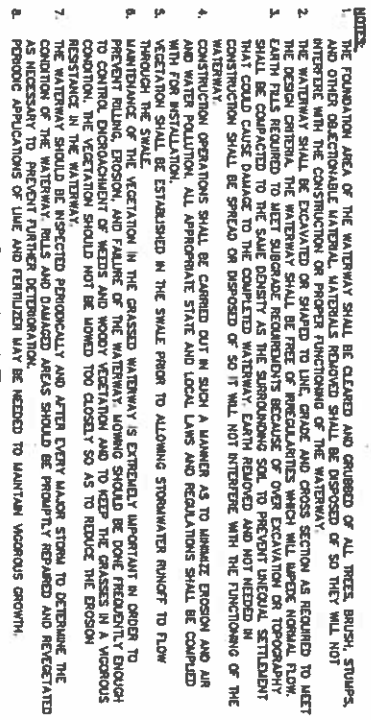 NOTES:
1. THE FOUNDATION AREA OF THE WATERWAY SHALL BE CLEARED AND GRUBBED OF ALL TREES, BRUSH, STUMPS,
AND OTHER OBJECTIONABLE MATERIAL. MATERIALS REMOVED SHALL BE DISPOSED OF SO THEY WILL NOT
INTERFERE WITH THE CONSTRUCTION OR PROPER FUNCTIONING OF THE WATERWAY.
2. THE WATERWAY SHALL BE EXCAVATED OR SHAPED TO LINE, GRADE AND CROSS SECTION AS REQUIRED TO MEET
THE DESIGN CRITERIA. THE WATERWAY SHALL BE FREE OF IRREGULARITIES WHICH WILL IMPEDE NORMAL FLOW.
3. EARTH FILLS REQUIRED TO MEET SUBGRADE REQUIREMENTS BECAUSE OF OVER EXCAVATION OR TOPOGRAPHY
SHALL BE COMPACTED TO THE SAME DENSITY AS THE SURROUNDING SOIL TO PREVENT UNEQUAL SETTLEMENT
THAT COULD CAUSE DAMAGE TO THE COMPLETED WATERWAY. EARTH REMOVED AND NOT NEEDED IN
CONSTRUCTION SHALL BE SPREAD OR DISPOSED OF SO IT WILL NOT INTERFERE WITH THE FUNCTIONING OF THE
WATERWAY.
4. CONSTRUCTION OPERATIONS SHALL BE CARRIED OUT IN SUCH A MANNER AS TO MINIMIZE EROSION AND AIR
AND WATER POLLUTION. ALL APPROPRIATE STATE AND LOCAL LAWS AND REGULATIONS SHALL BE COMPLIED
WITH FOR INSTALLATION.
5. VEGETATION SHALL BE ESTABLISHED IN THE SWALE PRIOR TO ALLOWING STORMWATER RUNOFF TO FLOW
THROUGH THE SWALE.
6. MAINTENANCE OF THE VEGETATION IN THE GRASSED WATERWAY IS EXTREMELY IMPORTANT IN ORDER TO
PREVENT RILLING, EROSION, AND FAILURE OF THE WATERWAY. MOWING SHOULD BE DONE FREQUENTLY ENOUGH
TO CONTROL ENCROACHMENT OF WEEDS AND WOODY VEGETATION AND TO KEEP THE GRASSES IN A VIGOROUS
CONDITION. THE VEGETATION SHOULD NOT BE MOWED TOO CLOSELY SO AS TO REDUCE THE EROSION
RESISTANCE IN THE WATERWAY.
7. THE WATERWAY SHOULD BE INSPECTED PERIODICALLY AND AFTER EVERY MAJOR STORM TO DETERMINE THE
CONDITION OF THE WATERWAY. RILLS AND DAMAGED AREAS SHOULD BE PROMPTLY REPAIRED AND REVEGETATED
AS NECESSARY TO PREVENT FURTHER DETERIORATION.
8. PERIODIC APPLICATIONS OF LIME AND FERTILIZER MAY BE NEEDED TO MAINTAIN VIGOROUS GROWTH.